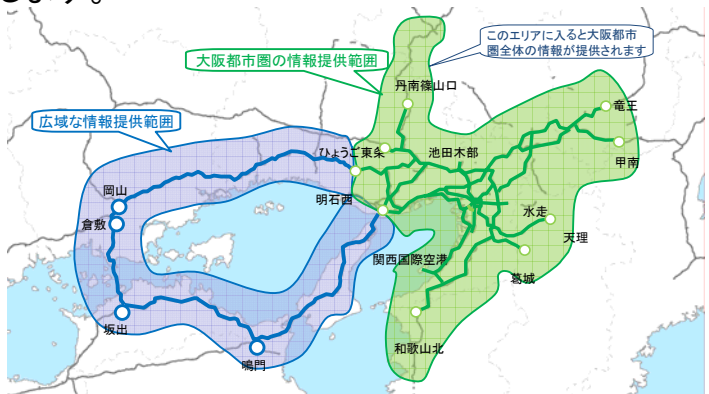 します。
このエリアに入ると大阪都市
圏全体の情報が提供されます
大阪都市圏の情報提供範囲
丹南篠山口
竜王
広域な情報提供範囲
ひょうご東条
池田木部
甲南
岡山
明石西
倉敷
水走
天理
関西国際空港
葛城
坂出
和歌山北
鳴門